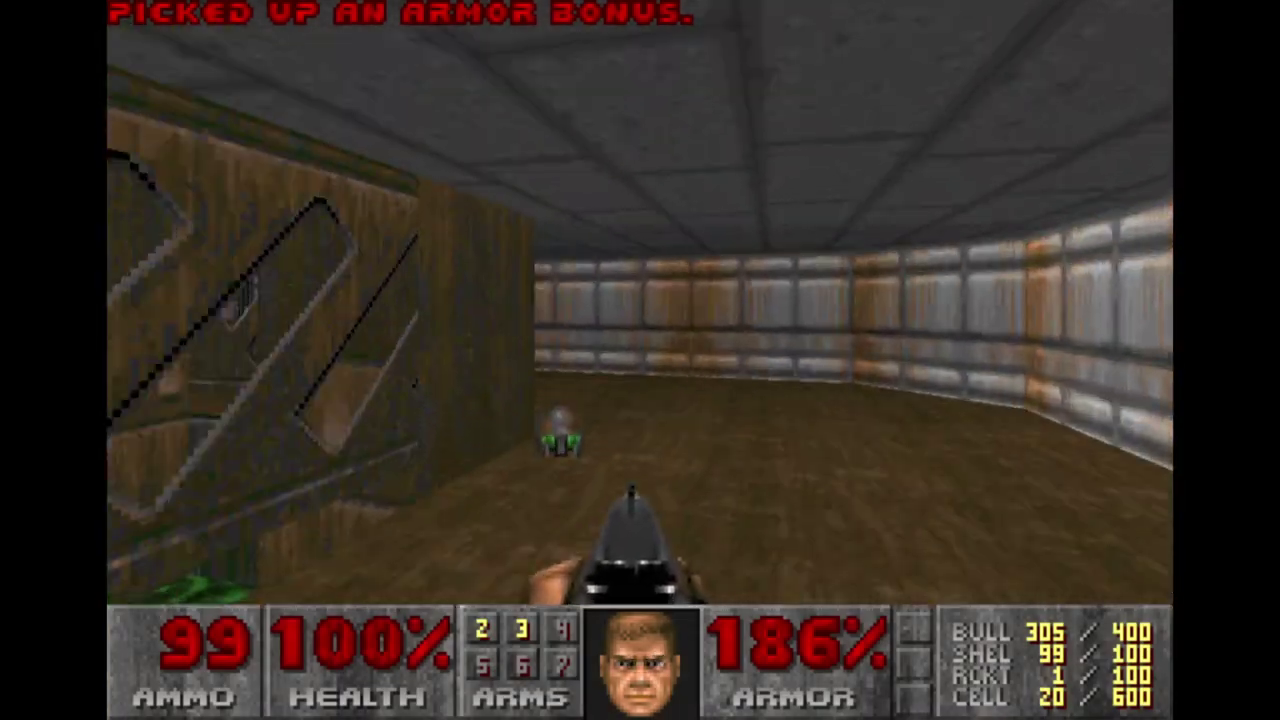 PICKED UP AN ARMOR BONUS.
99 100% 2 3 4 186% BULL 305 / 400
SHEL 99 / 100
5 6 7 RCKT 1 / 100
AMMO HEALTH ARMS ARMOR CELL 20 / 600